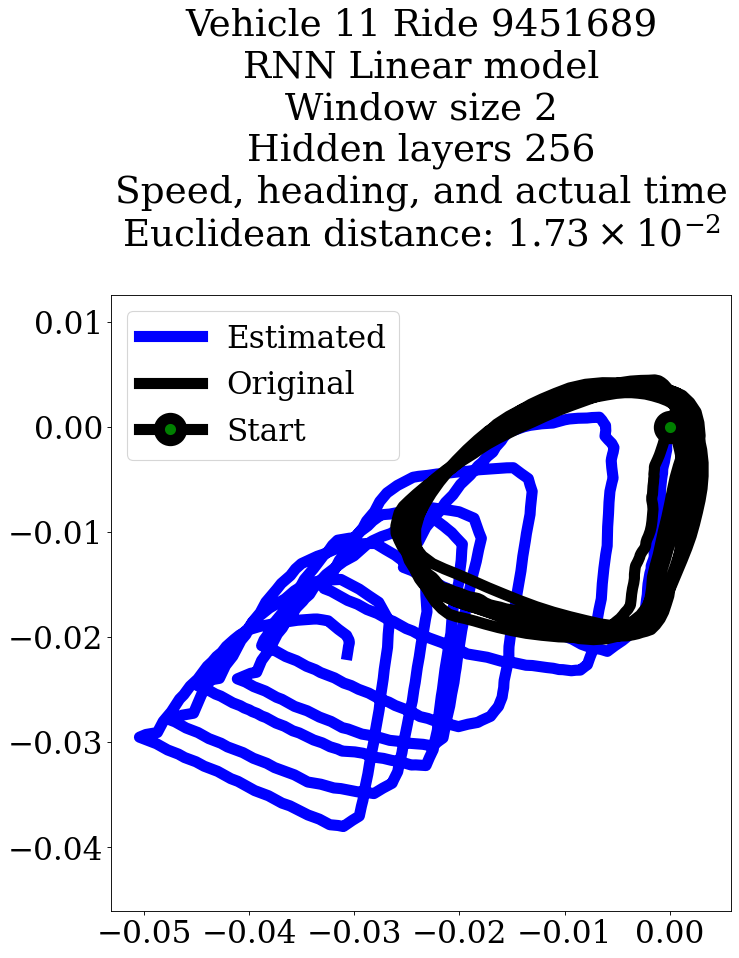 Vehicle 11 Ride 9451689
RNN Linear model
Window size 2
Hidden layers 256
Speed, heading, and actual time
Euclidean distance: 1.73 × 10⁻²
Estimated
Original
Start
0.01
0.00
−0.01
−0.02
−0.03
−0.04
−0.05 −0.04 −0.03 −0.02 −0.01 0.00